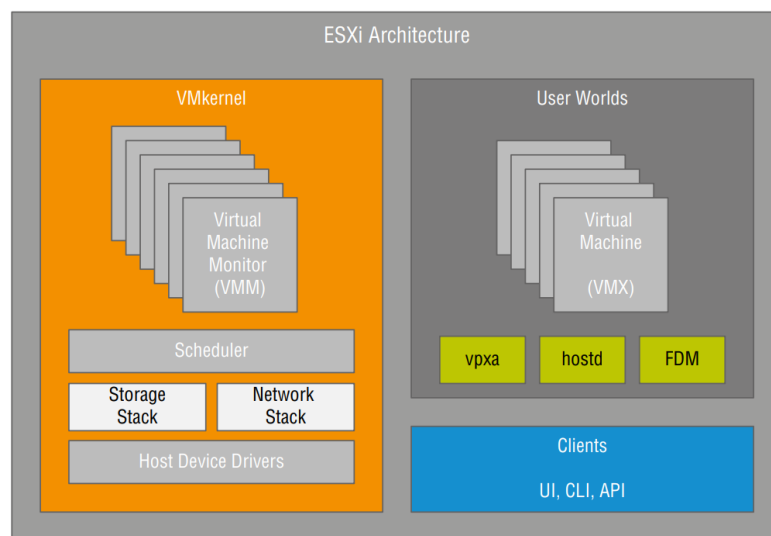 ESXi Architecture
VMkernel
Virtual
Machine
Monitor
(VMM)
Scheduler
Storage
Stack
Network
Stack
Host Device Drivers
User Worlds
Virtual
Machine
(VMX)
vpxa
hostd
FDM
Clients
UI, CLI, API